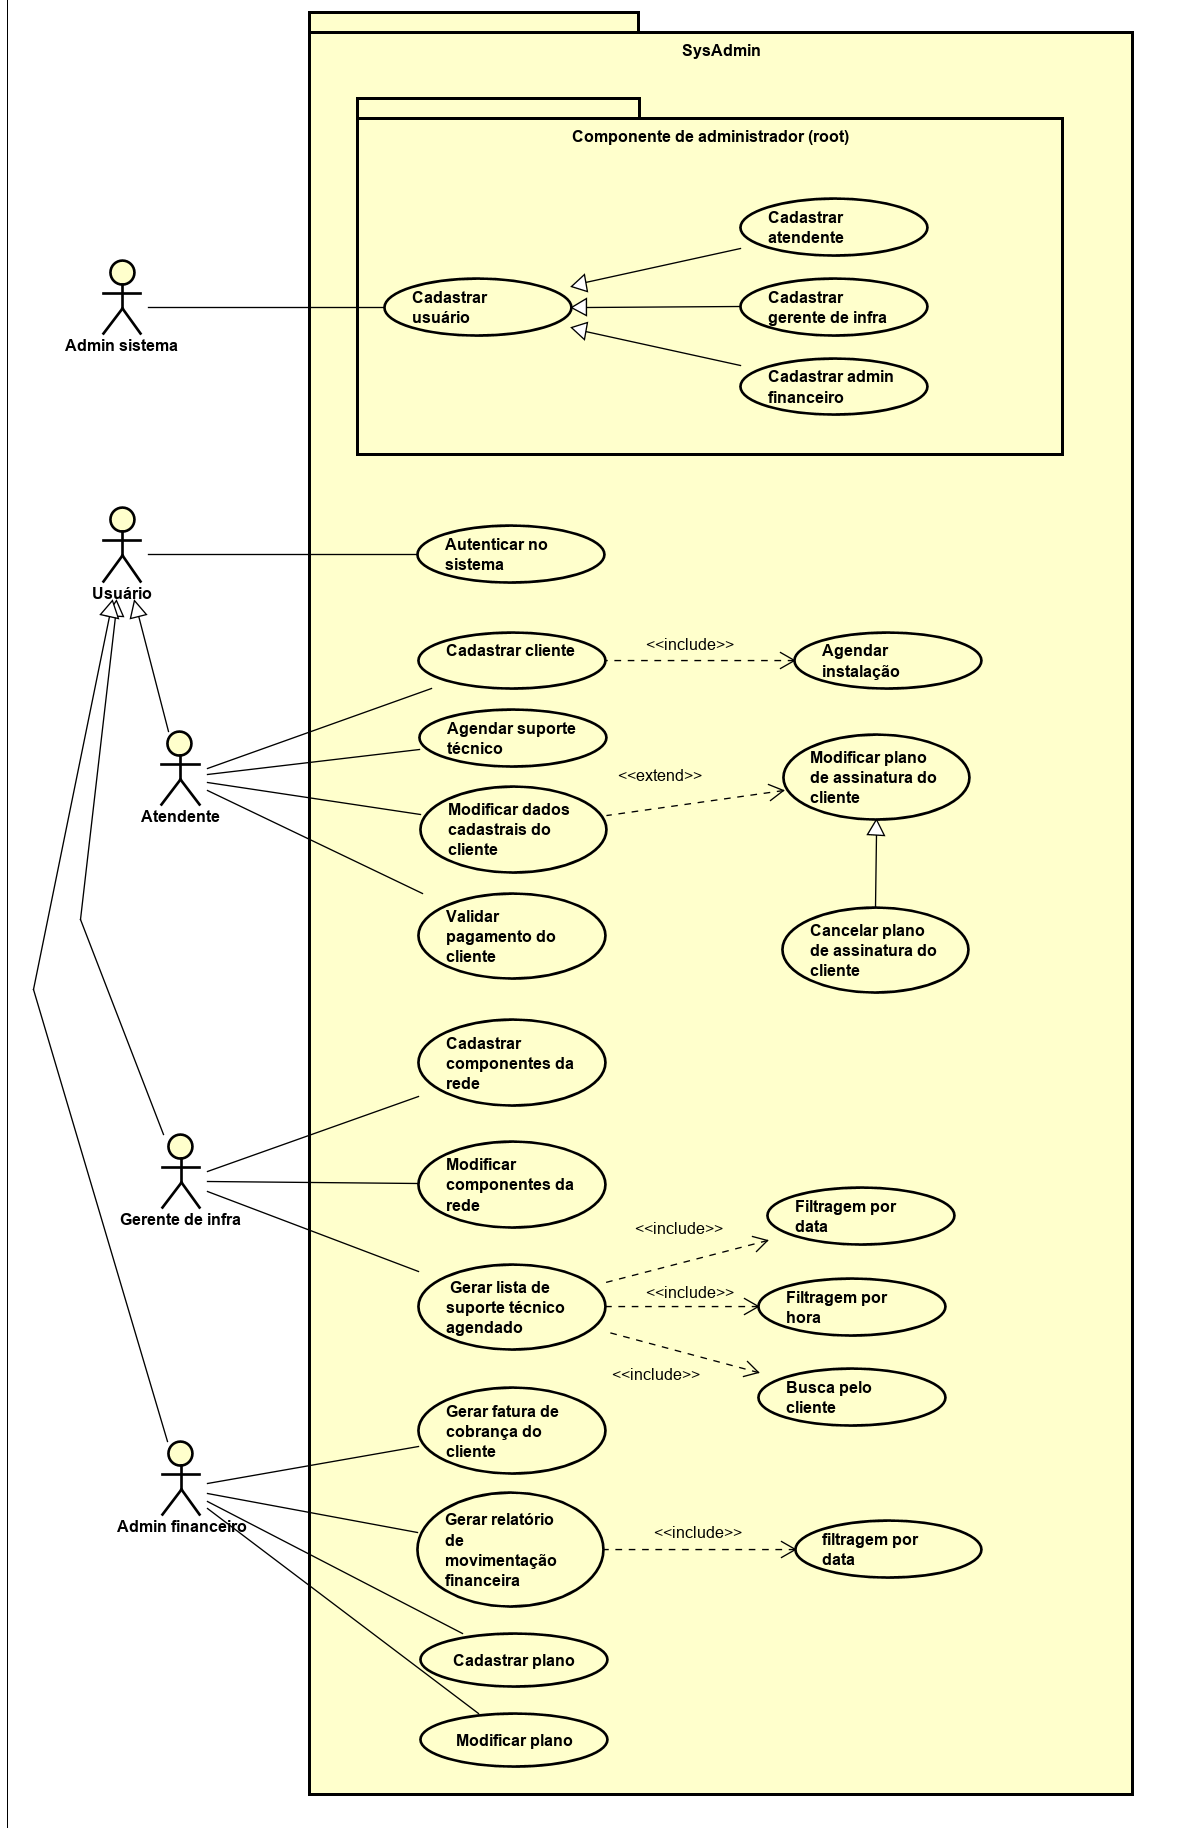 SysAdmin
Componente de administrador (root)
Cadastrar
atendente
Cadastrar
usuário
Cadastrar
gerente de infra
Cadastrar admin
financeiro
Admin sistema
Usuário
Autenticar no
sistema
Cadastrar cliente
<<include>>
Agendar
instalação
Agendar suporte
técnico
Atendente
Modificar dados
cadastrais do
cliente
<<extend>>
Modificar plano
de assinatura do
cliente
Validar
pagamento do
cliente
Cancelar plano
de assinatura do
cliente
Cadastrar
componentes da
rede
Gerente de infra
Modificar
componentes da
rede
Gerar lista de
suporte técnico
agendado
<<include>>
Filtragem por
data
<<include>>
Filtragem por
hora
<<include>>
Busca pelo
cliente
Admin financeiro
Gerar fatura de
cobrança do
cliente
Gerar relatório
de
movimentação
financeira
<<include>>
filtragem por
data
Cadastrar plano
Modificar plano